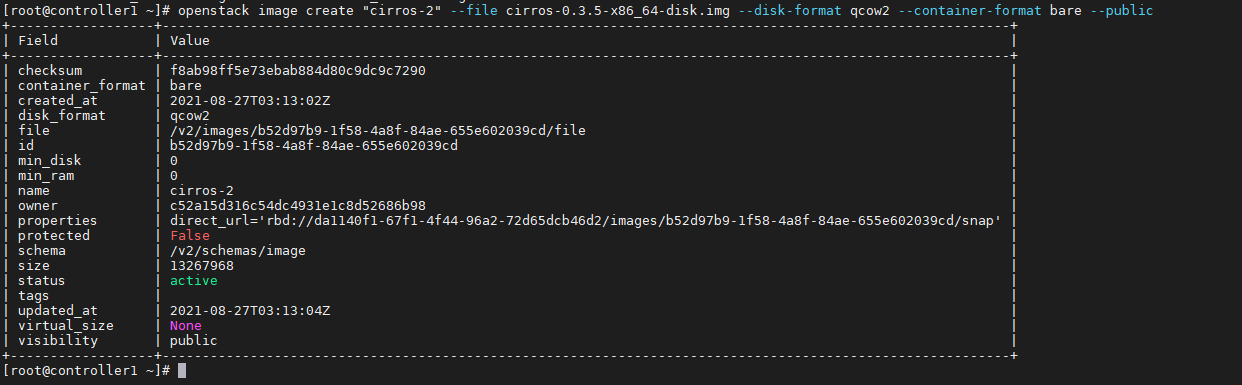 [root@controller1 ~]# openstack image create "cirros-2" --file cirros-0.3.5-x86_64-disk.img --disk-format qcow2 --container-format bare --public
+------------------+----------------------------------------------------------------------------------------------------+
| Field            | Value                                                                                              |
+------------------+----------------------------------------------------------------------------------------------------+
| checksum         | f8ab98ff5e73ebab884d80c9dc9c7290                                                                   |
| container_format | bare                                                                                               |
| created_at       | 2021-08-27T03:13:02Z                                                                               |
| disk_format      | qcow2                                                                                              |
| file             | /v2/images/b52d97b9-1f58-4a8f-84ae-655e602039cd/file                                               |
| id               | b52d97b9-1f58-4a8f-84ae-655e602039cd                                                               |
| min_disk         | 0                                                                                                  |
| min_ram          | 0                                                                                                  |
| name             | cirros-2                                                                                           |
| owner            | c52a15d316c54dc4931e1c8d52686b98                                                                   |
| properties       | direct_url='rbd://da1140f1-67f1-4f44-96a2-72d65dcb46d2/images/b52d97b9-1f58-4a8f-84ae-655e602039cd/snap' |
| protected        | False                                                                                              |
| schema           | /v2/schemas/image                                                                                  |
| size             | 13267968                                                                                           |
| status           | active                                                                                             |
| tags             |                                                                                                    |
| updated_at       | 2021-08-27T03:13:04Z                                                                               |
| virtual_size     | None                                                                                               |
| visibility       | public                                                                                             |
+------------------+----------------------------------------------------------------------------------------------------+
[root@controller1 ~]#